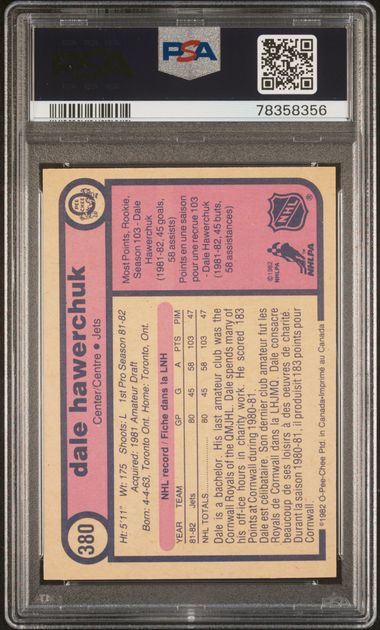 PSA
78358356
380
dale hawerchuk
Center/Centre • Jets
Ht: 5'11" Wt: 175 Shoots: L 1st Pro Season 81-82
Acquired: 1981 Amateur Draft
Born: 4-4-63, Toronto Ont. Home: Toronto, Ont.
NHL record / Fiche dans la LNH
YEAR TEAM GP G A PTS PIM
81-82 Jets 80 45 58 103 47
NHL TOTALS 80 45 58 103 47
Dale is a bachelor. His last amateur club was the
Cornwall Royals of the QMJHL. Dale spends many of
his off-ice hours in charity work. He scored 183
Points at Cornwall during 1980-81.
Dale est célibataire. Son dernier club amateur fut les
Royals de Cornwall dans la LHJMQ. Dale consacre
beaucoup de ses loisirs à des oeuvres de charité.
Durant la saison 1980-81, il produisit 183 points pour
Cornwall.
Most Points, Rookie,
Season 103 - Dale
Hawerchuk
(1981-82, 45 goals,
58 assists)
Points en une saison
pour une recrue 103
- Dale Hawerchuk
(1981-82, 45 buts,
58 assistances)
NHL
®
©1982
NHLPA
©1982 O-Pee-Chee Ptd. in Canada-Imprimé au Canada